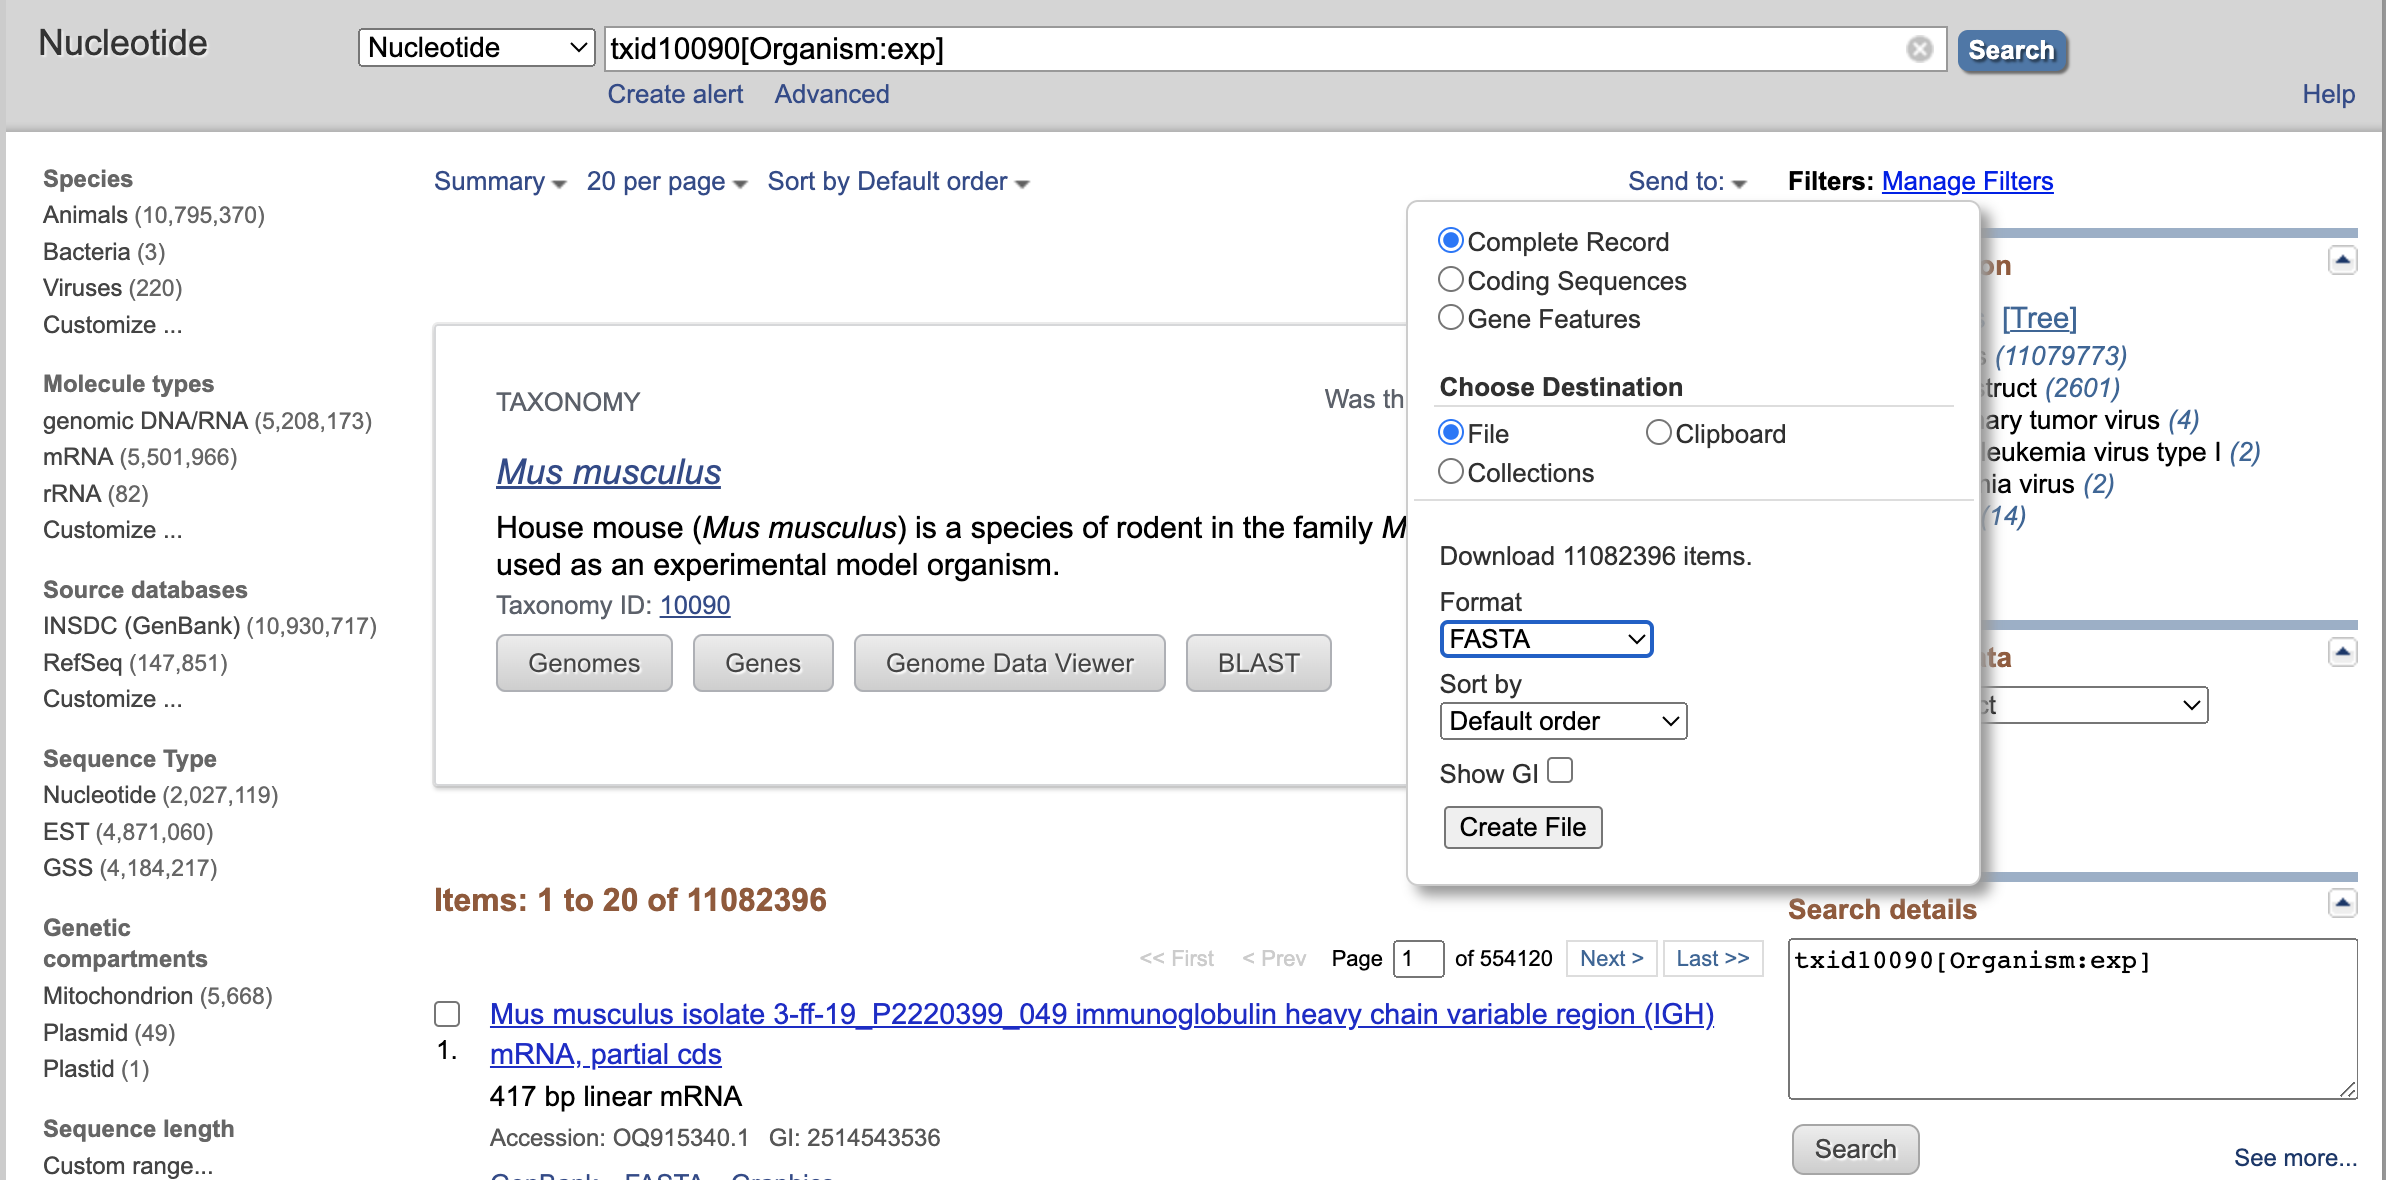 Nucleotide
Nucleotide
txid10090[Organism:exp]
Search
Create alert
Advanced
Help
Species
Animals (10,795,370)
Bacteria (3)
Viruses (220)
Customize ...
Molecule types
genomic DNA/RNA (5,208,173)
mRNA (5,501,966)
rRNA (82)
Customize ...
Source databases
INSDC (GenBank) (10,930,717)
RefSeq (147,851)
Customize ...
Sequence Type
Nucleotide (2,027,119)
EST (4,871,060)
GSS (4,184,217)
Genetic
compartments
Mitochondrion (5,668)
Plasmid (49)
Plastid (1)
Sequence length
Custom range...
Summary
20 per page
Sort by Default order
Send to:
TAXONOMY
Was th
Mus musculus
House mouse (Mus musculus) is a species of rodent in the family M
used as an experimental model organism.
Taxonomy ID: 10090
Genomes
Genes
Genome Data Viewer
BLAST
Complete Record
Coding Sequences
Gene Features
Choose Destination
File
Clipboard
Collections
Download 11082396 items.
Format
FASTA
Sort by
Default order
Show GI
Create File
Items: 1 to 20 of 11082396
<< First
< Prev
Page 1 of 554120
Next >
Last >>
1.
Mus musculus isolate 3-ff-19_P2220399_049 immunoglobulin heavy chain variable region (IGH)
mRNA, partial cds
417 bp linear mRNA
Accession: OQ915340.1 GI: 2514543536
GenBank FASTA Graphics
Filters: Manage Filters
on
[Tree]
(11079773)
truct (2601)
ary tumor virus (4)
leukemia virus type I (2)
ia virus (2)
(14)
ta
ct
Search details
txid10090[Organism:exp]
Search
See more...